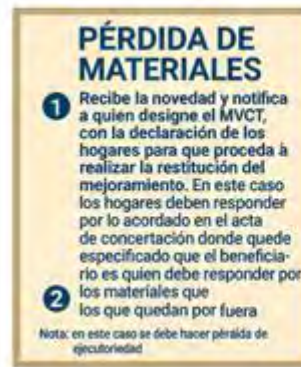 PÉRDIDA DE
MATERIALES
1 Recibe la novedad y notifica
a quien designe el MVCT,
con la declaración de los
hogares para que proceda a
realizar la restitución del
mejoramiento. En este caso
los hogares deben responder
por lo acordado en el acta
de concertación donde quede
especificado que el beneficia-
rio es quien debe responder por
2 los materiales que
los que quedan por fuera
Nota: en este caso se debe hacer pérdida de
ejecutoriedad